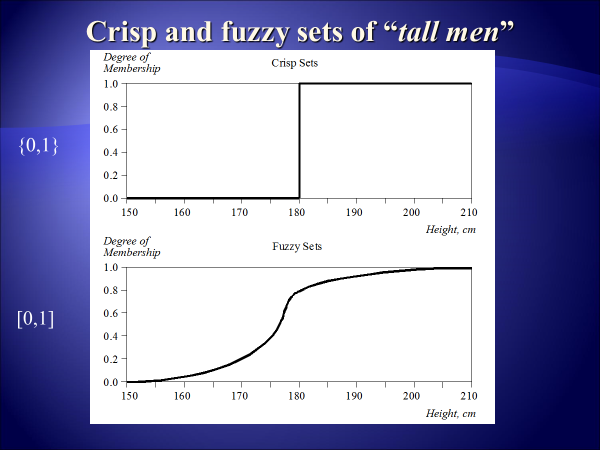 Crisp and fuzzy sets of “tall men”
Degree of
Membership
Crisp Sets
1.0
0.8
{0,1}
0.6
0.4
0.2
0.0
150 160 170 180 190 200 210
Height, cm
Degree of
Membership
Fuzzy Sets
1.0
0.8
[0,1]
0.6
0.4
0.2
0.0
150 160 170 180 190 200 210
Height, cm